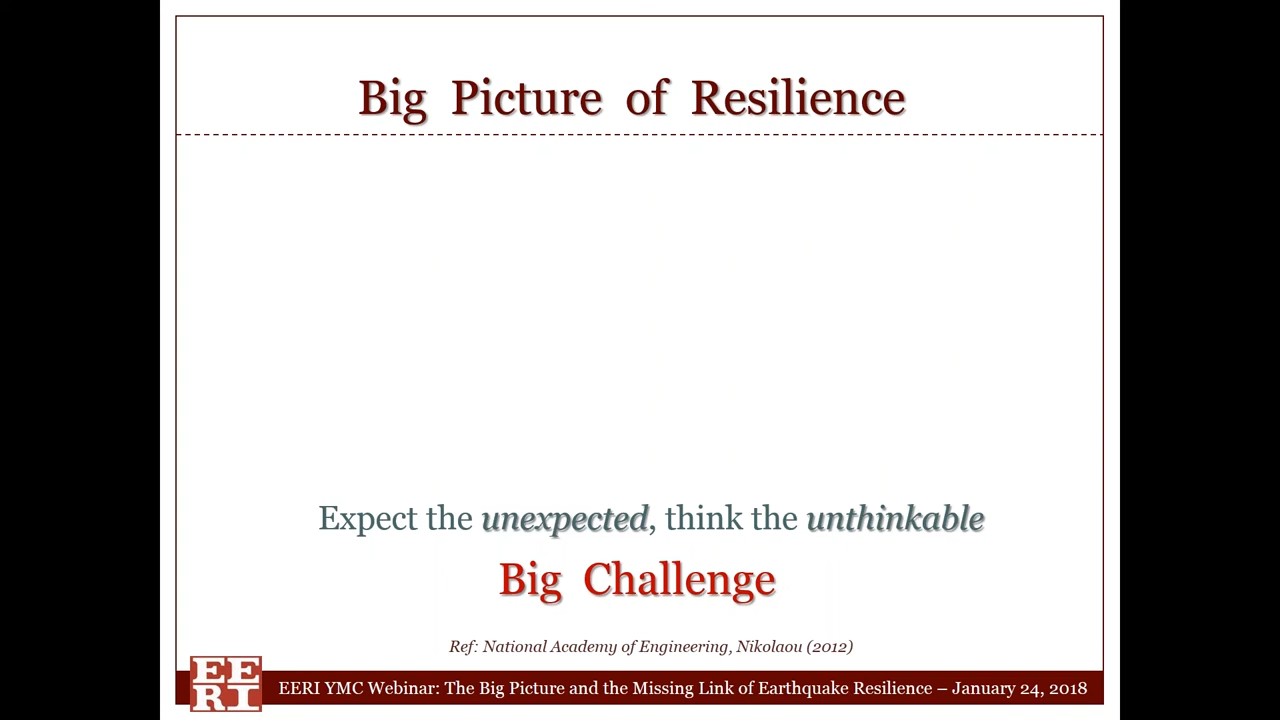 Big Picture of Resilience
Expect the unexpected, think the unthinkable
Big Challenge
Ref: National Academy of Engineering, Nikolaou (2012)
EERI
EERI YMC Webinar: The Big Picture and the Missing Link of Earthquake Resilience – January 24, 2018